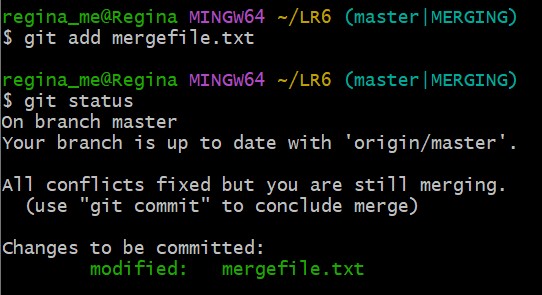 regina_me@Regina MINGW64 ~/LR6 (master|MERGING)
$ git add mergefile.txt
regina_me@Regina MINGW64 ~/LR6 (master|MERGING)
$ git status
On branch master
Your branch is up to date with 'origin/master'.
All conflicts fixed but you are still merging.
  (use "git commit" to conclude merge)
Changes to be committed:
        modified:   mergefile.txt